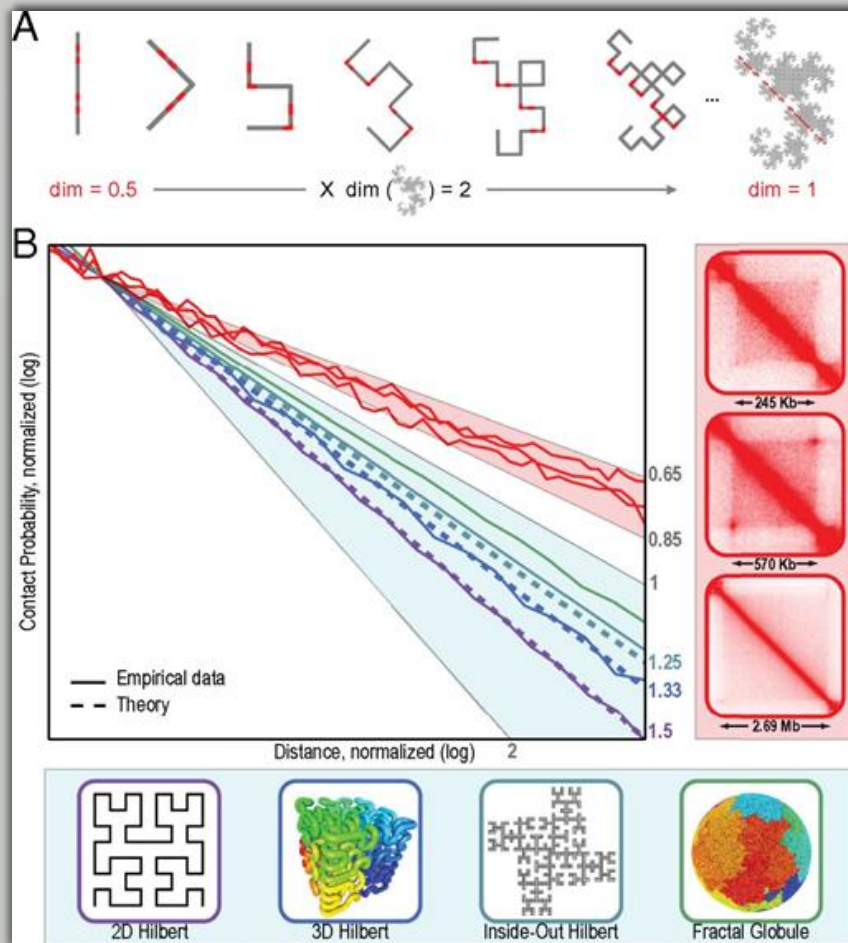 A
...
dim = 0.5
X dim ( ) = 2
dim = 1
B
Contact Probability, normalized (log)
0.65
0.85
1
1.25
1.33
1.5
Empirical data
Theory
Distance, normalized (log)
2
245 Kb
570 Kb
2.69 Mb
2D Hilbert
3D Hilbert
Inside-Out Hilbert
Fractal Globule